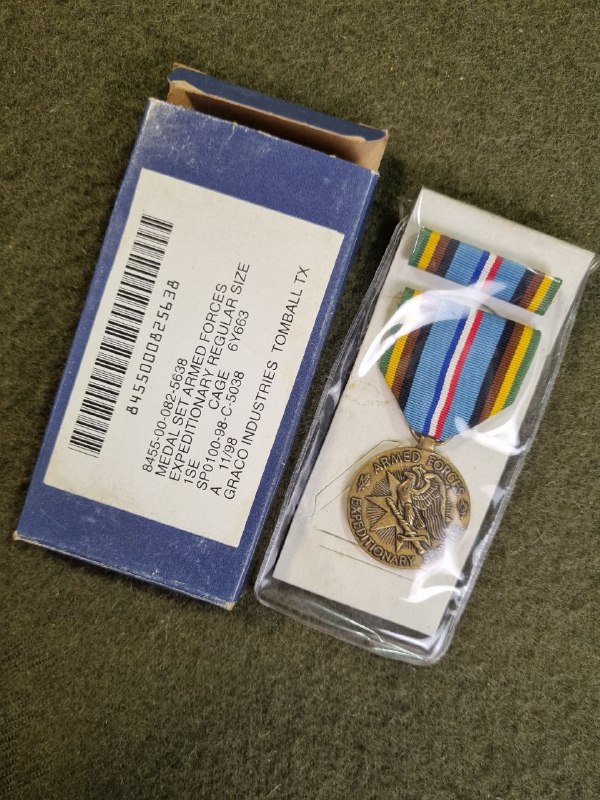 8455000825638
8455-00-082-5638
MEDAL SET ARMED FORCES
EXPEDITIONARY REGULAR SIZE
1SE CAGE 6Y663
SP0100-98-C-5038
A 11/98
GRACO INDUSTRIES TOMBALL TX
ARMED FORCES
EXPEDITIONARY